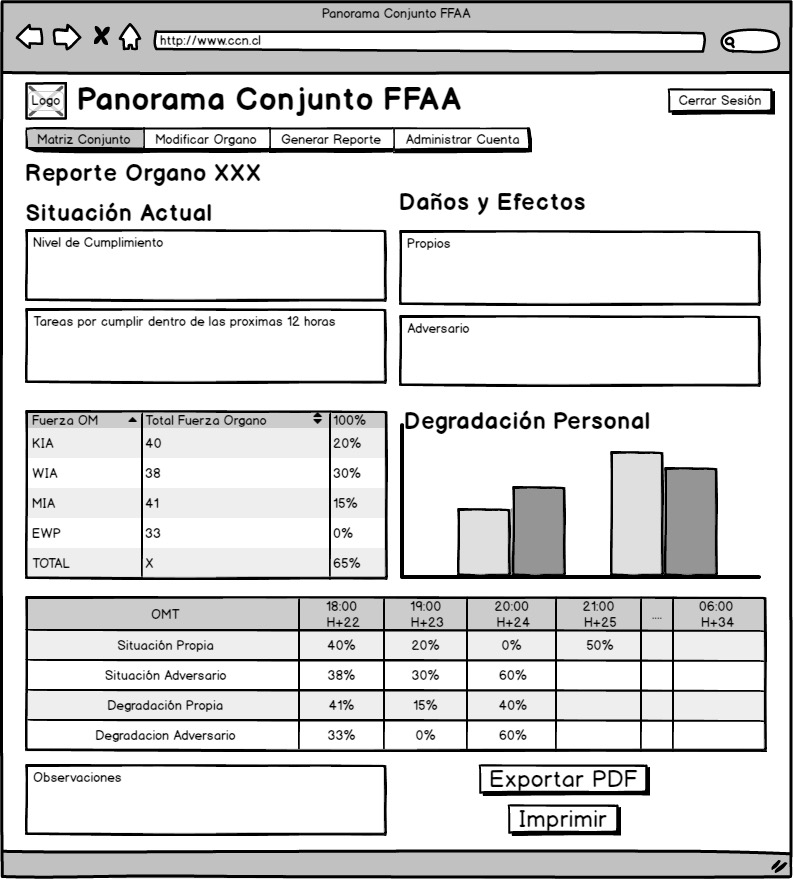 Panorama Conjunto FFAA
http://www.ccn.cl
Logo
Panorama Conjunto FFAA
Cerrar Sesión
Matriz Conjunto Modificar Organo Generar Reporte Administrar Cuenta
Reporte Organo XXX
Situación Actual
Nivel de Cumplimiento
Tareas por cumplir dentro de las proximas 12 horas
Daños y Efectos
Propios
Adversario
Fuerza OM Total Fuerza Organo 100%
KIA 40 20%
WIA 38 30%
MIA 41 15%
EWP 33 0%
TOTAL X 65%
Degradación Personal
OMT 18:00 H+22 19:00 H+23 20:00 H+24 21:00 H+25 .... 06:00 H+34
Situación Propia 40% 20% 0% 50%
Situación Adversario 38% 30% 60%
Degradación Propia 41% 15% 40%
Degradacion Adversario 33% 0% 60%
Observaciones
Exportar PDF
Imprimir